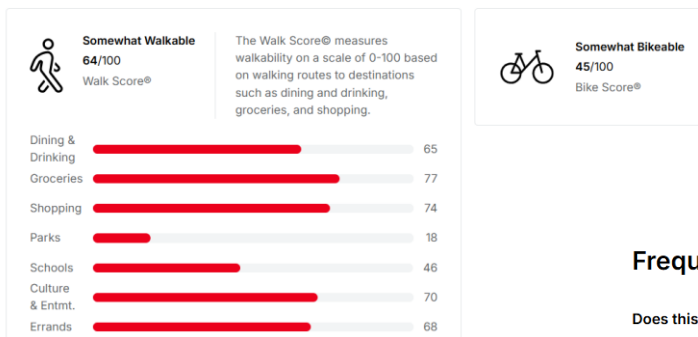 Somewhat Walkable
64/100
Walk Score®
The Walk Score© measures
walkability on a scale of 0-100 based
on walking routes to destinations
such as dining and drinking,
groceries, and shopping.
Dining &
Drinking
65
Groceries
77
Shopping
74
Parks
18
Schools
46
Culture
& Entmt.
70
Errands
68
Somewhat Bikeable
45/100
Bike Score®
Frequ
Does this